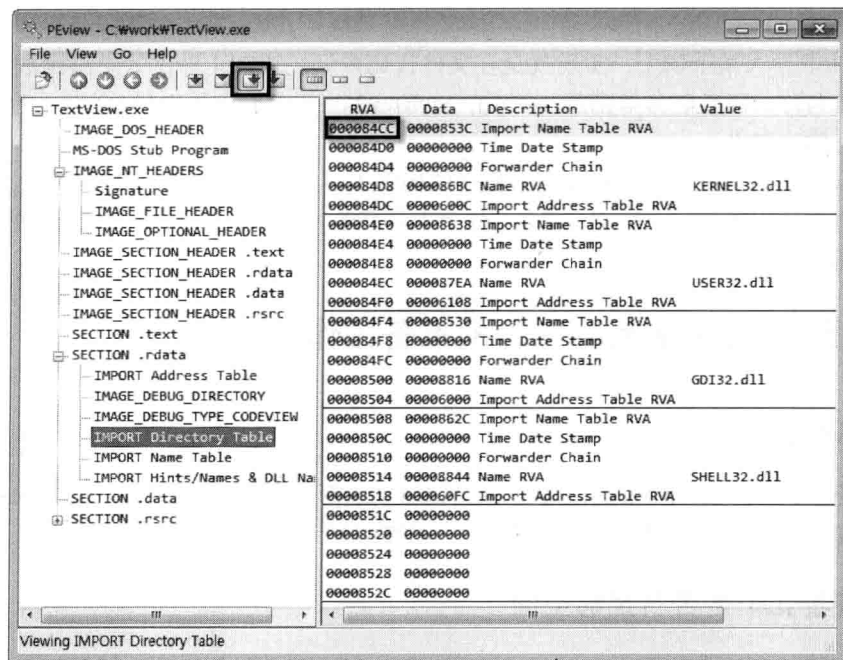 PEview - C:₩work₩TextView.exe
File View Go Help
TextView.exe
IMAGE_DOS_HEADER
MS-DOS Stub Program
IMAGE_NT_HEADERS
Signature
IMAGE_FILE_HEADER
IMAGE_OPTIONAL_HEADER
IMAGE_SECTION_HEADER .text
IMAGE_SECTION_HEADER .rdata
IMAGE_SECTION_HEADER .data
IMAGE_SECTION_HEADER .rsrc
SECTION .text
SECTION .rdata
IMPORT Address Table
IMAGE_DEBUG_DIRECTORY
IMAGE_DEBUG_TYPE_CODEVIEW
IMPORT Directory Table
IMPORT Name Table
IMPORT Hints/Names & DLL Na
SECTION .data
SECTION .rsrc
RVA Data Description Value
000084CC 0000853C Import Name Table RVA
000084D0 00000000 Time Date Stamp
000084D4 00000000 Forwarder Chain
000084D8 000086BC Name RVA KERNEL32.dll
000084DC 0000600C Import Address Table RVA
000084E0 00008638 Import Name Table RVA
000084E4 00000000 Time Date Stamp
000084E8 00000000 Forwarder Chain
000084EC 000087EA Name RVA USER32.dll
000084F0 00006108 Import Address Table RVA
000084F4 00008530 Import Name Table RVA
000084F8 00000000 Time Date Stamp
000084FC 00000000 Forwarder Chain
00008500 00008816 Name RVA GDI32.dll
00008504 00006000 Import Address Table RVA
00008508 0000862C Import Name Table RVA
0000850C 00000000 Time Date Stamp
00008510 00000000 Forwarder Chain
00008514 00008844 Name RVA SHELL32.dll
00008518 000060FC Import Address Table RVA
0000851C 00000000
00008520 00000000
00008524 00000000
00008528 00000000
0000852C 00000000
Viewing IMPORT Directory Table